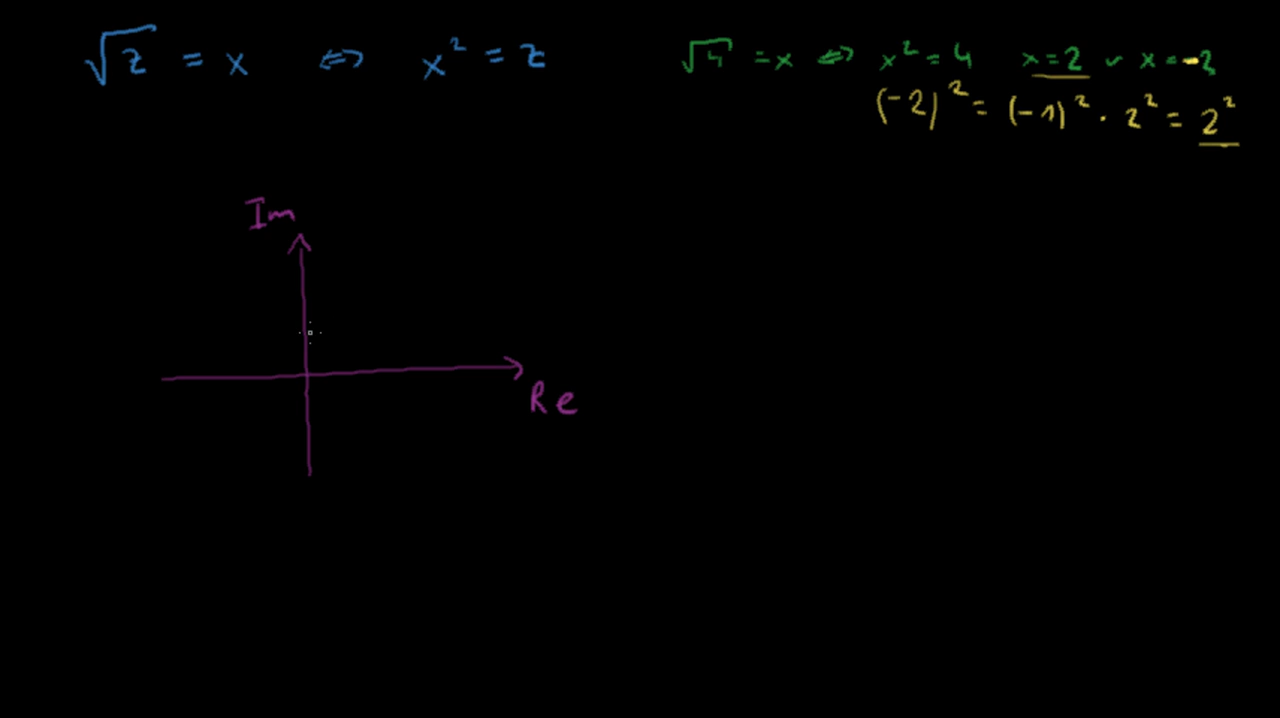 √z = x ⇔ x² = z
√4 = x ⇔ x² = 4 x = 2 ∨ x = -2
(-2)² = (-1)² · 2² = 2²
Im
Re